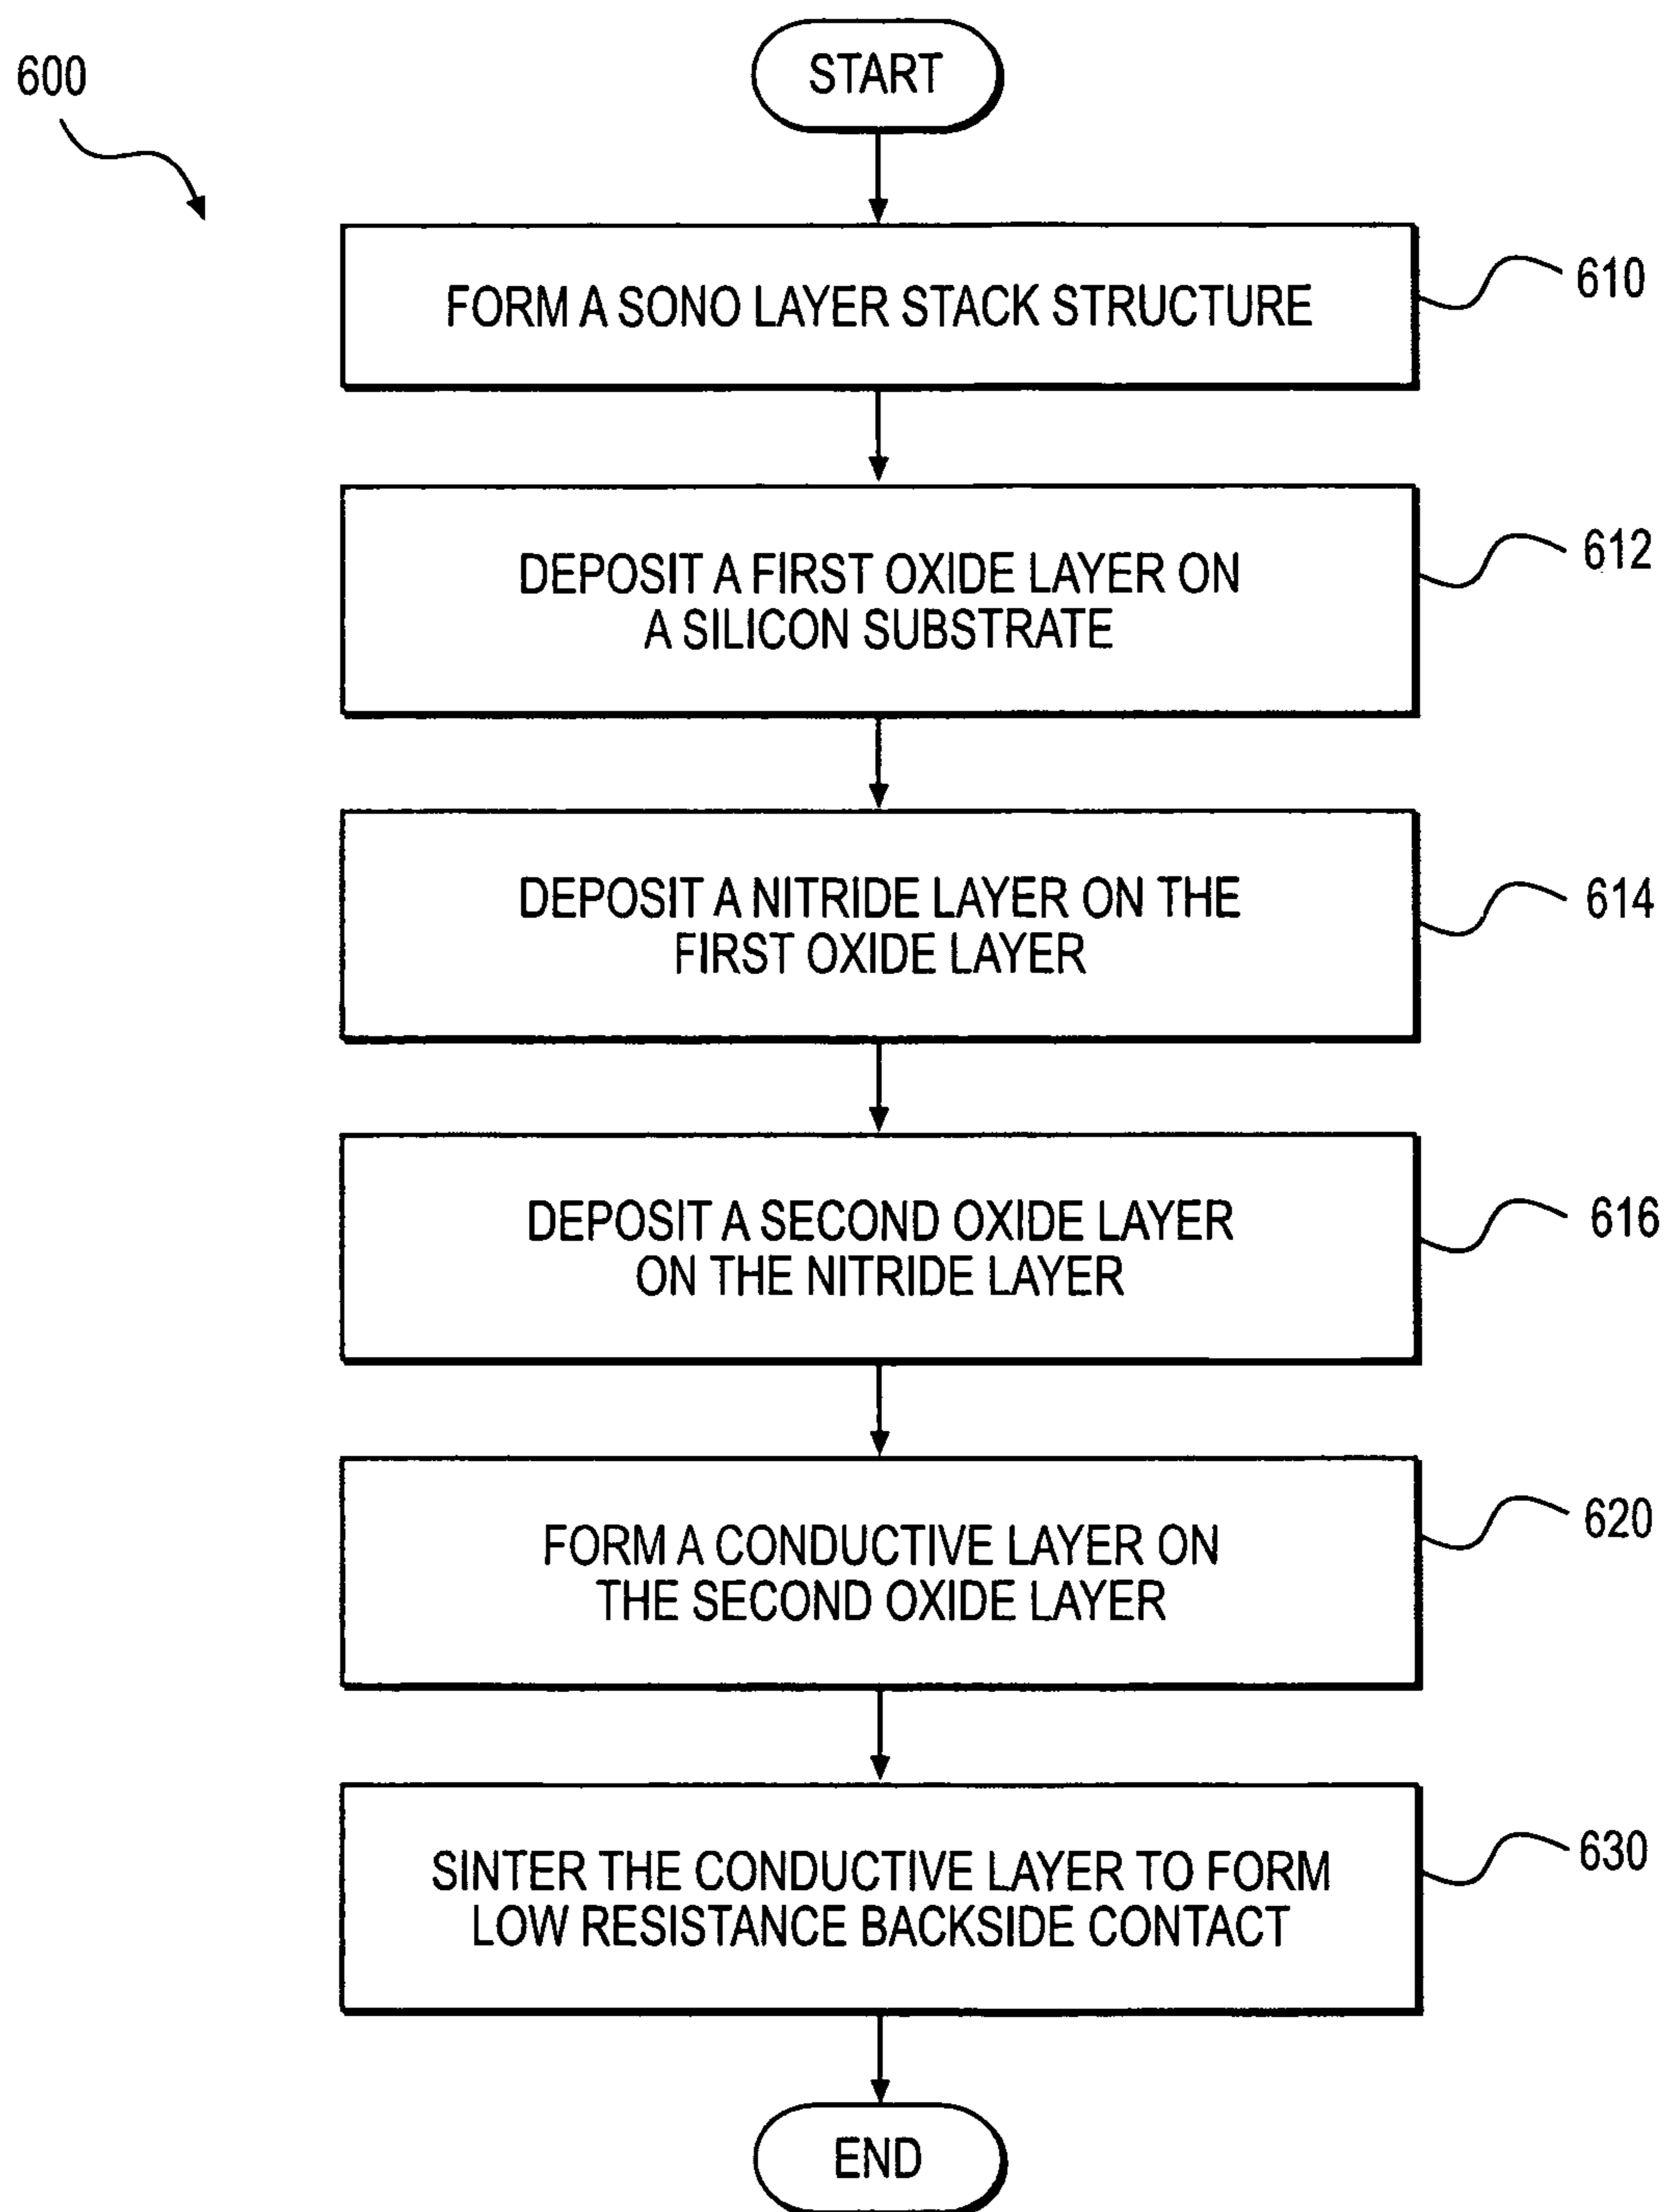 600
START
FORM A SONO LAYER STACK STRUCTURE
610
DEPOSIT A FIRST OXIDE LAYER ON
A SILICON SUBSTRATE
612
DEPOSIT A NITRIDE LAYER ON THE
FIRST OXIDE LAYER
614
DEPOSIT A SECOND OXIDE LAYER
ON THE NITRIDE LAYER
616
FORM A CONDUCTIVE LAYER ON
THE SECOND OXIDE LAYER
620
SINTER THE CONDUCTIVE LAYER TO FORM
LOW RESISTANCE BACKSIDE CONTACT
630
END